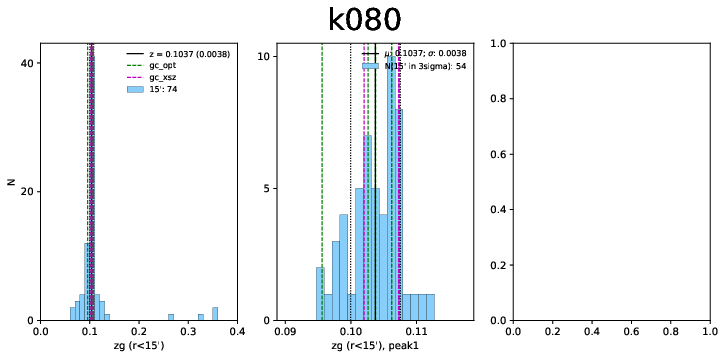 k080
z = 0.1037 (0.0038)
gc_opt
gc_xsz
15': 74
N
40
20
0
0.0 0.1 0.2 0.3 0.4
zg (r<15')
μ: 0.1037; σ: 0.0038
N(15' in 3sigma): 54
10
5
0
0.09 0.10 0.11
zg (r<15'), peak1
1.0
0.8
0.6
0.4
0.2
0.0
0.0 0.2 0.4 0.6 0.8 1.0